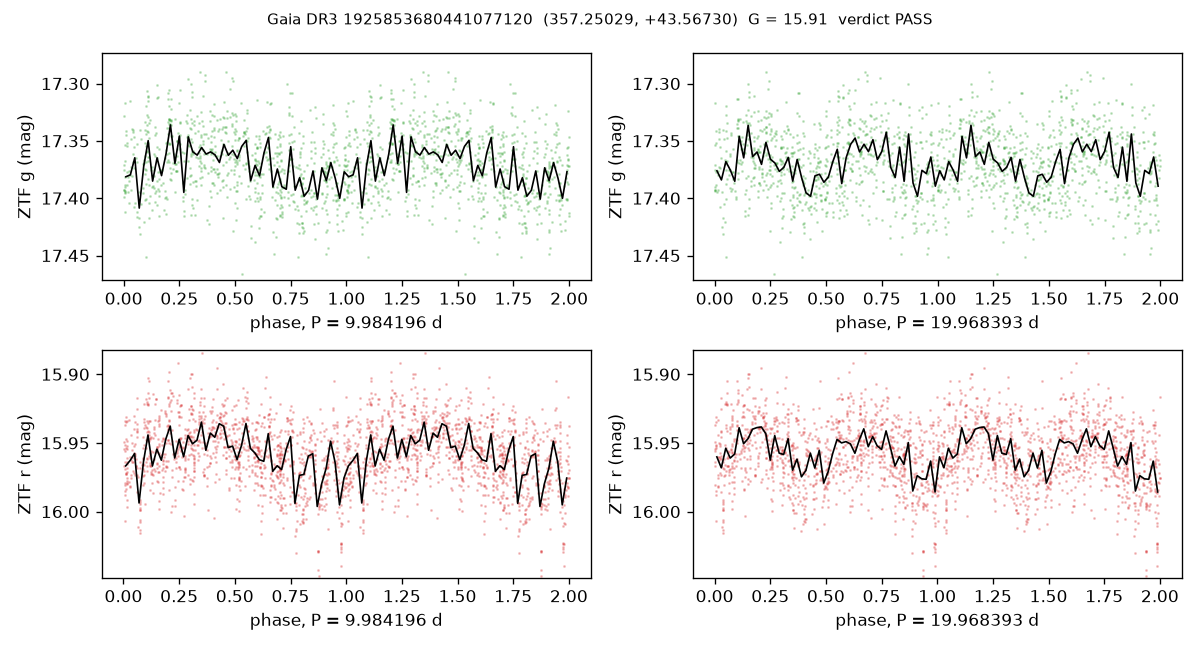 Gaia DR3 1925853680441077120 (357.25029, +43.56730) G = 15.91 verdict PASS
ZTF g (mag)
17.30
17.35
17.40
17.45
0.00 0.25 0.50 0.75 1.00 1.25 1.50 1.75 2.00
phase, P = 9.984196 d
ZTF g (mag)
17.30
17.35
17.40
17.45
0.00 0.25 0.50 0.75 1.00 1.25 1.50 1.75 2.00
phase, P = 19.968393 d
ZTF r (mag)
15.90
15.95
16.00
0.00 0.25 0.50 0.75 1.00 1.25 1.50 1.75 2.00
phase, P = 9.984196 d
ZTF r (mag)
15.90
15.95
16.00
0.00 0.25 0.50 0.75 1.00 1.25 1.50 1.75 2.00
phase, P = 19.968393 d